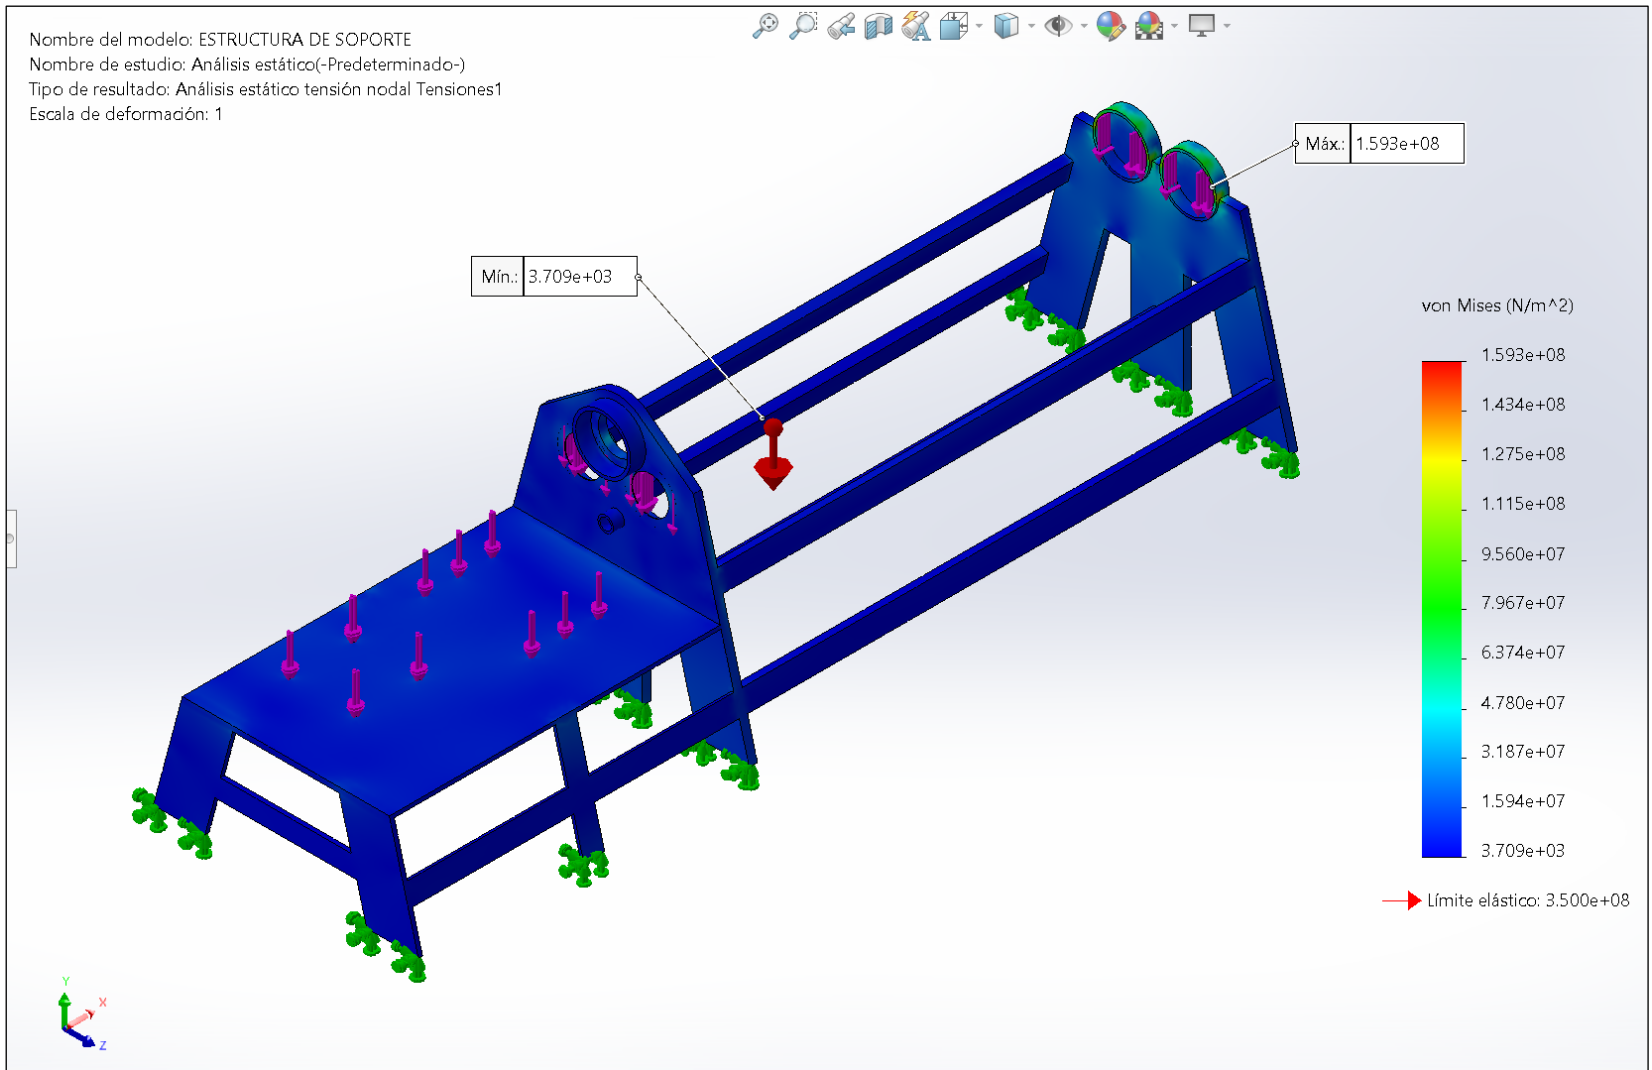 Nombre del modelo: ESTRUCTURA DE SOPORTE
Nombre de estudio: Análisis estático(-Predeterminado-)
Tipo de resultado: Análisis estático tensión nodal Tensiones1
Escala de deformación: 1
Máx.: 1.593e+08
Mín.: 3.709e+03
von Mises (N/m^2)
1.593e+08
1.434e+08
1.275e+08
1.115e+08
9.560e+07
7.967e+07
6.374e+07
4.780e+07
3.187e+07
1.594e+07
3.709e+03
Límite elástico: 3.500e+08
Y
X
Z